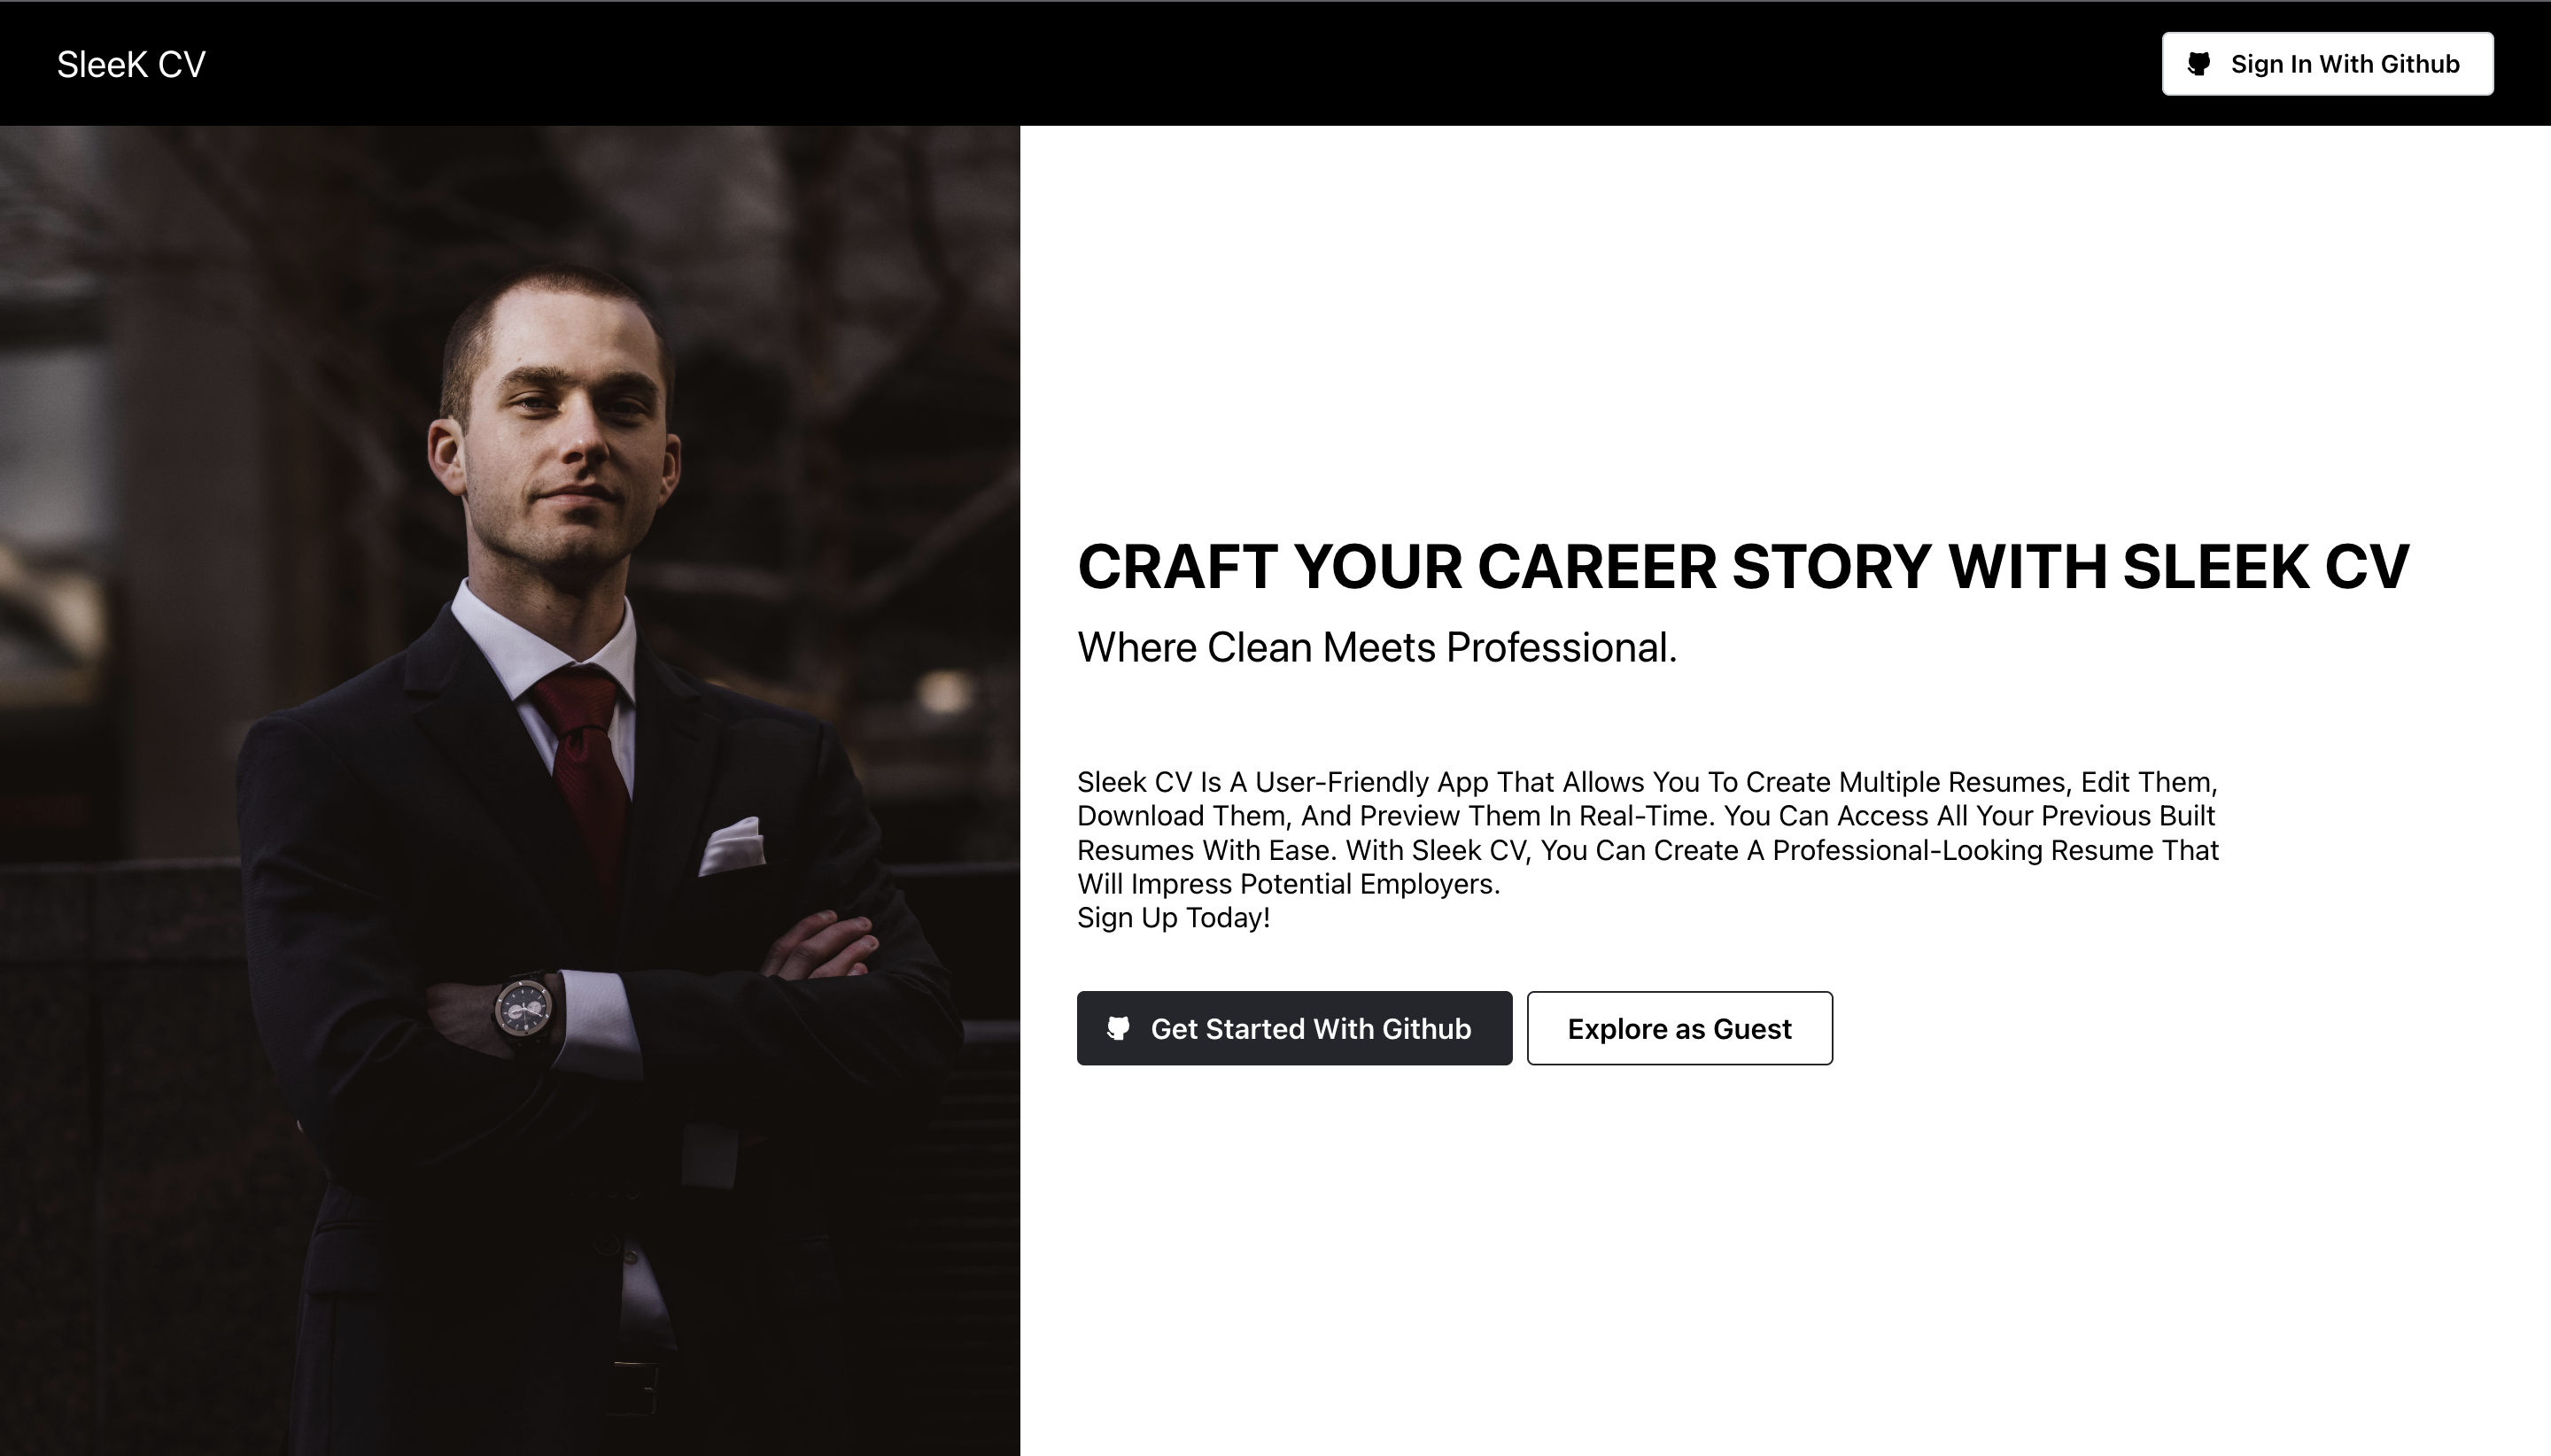 SleeK CV
Sign In With Github
CRAFT YOUR CAREER STORY WITH SLEEK CV
Where Clean Meets Professional.
Sleek CV Is A User-Friendly App That Allows You To Create Multiple Resumes, Edit Them,
Download Them, And Preview Them In Real-Time. You Can Access All Your Previous Built
Resumes With Ease. With Sleek CV, You Can Create A Professional-Looking Resume That
Will Impress Potential Employers.
Sign Up Today!
Get Started With Github
Explore as Guest